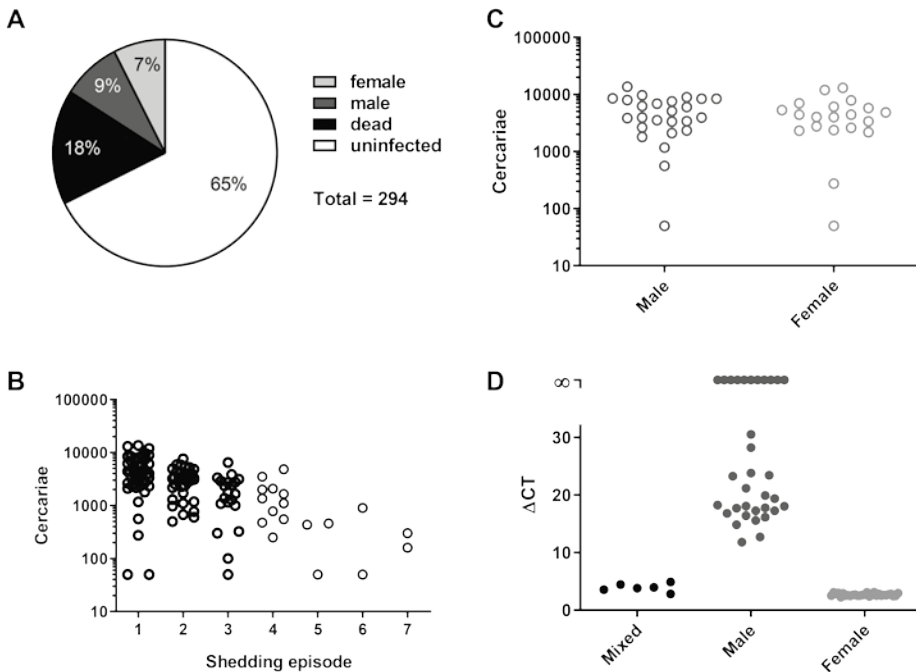 A
7%
9%
18%
65%
female
male
dead
uninfected
Total = 294
B
100000
10000
1000
100
10
Cercariae
1 2 3 4 5 6 7
Shedding episode
C
100000
10000
1000
100
10
Cercariae
Male
Female
D
∞
30
20
10
0
ΔCT
Mixed
Male
Female